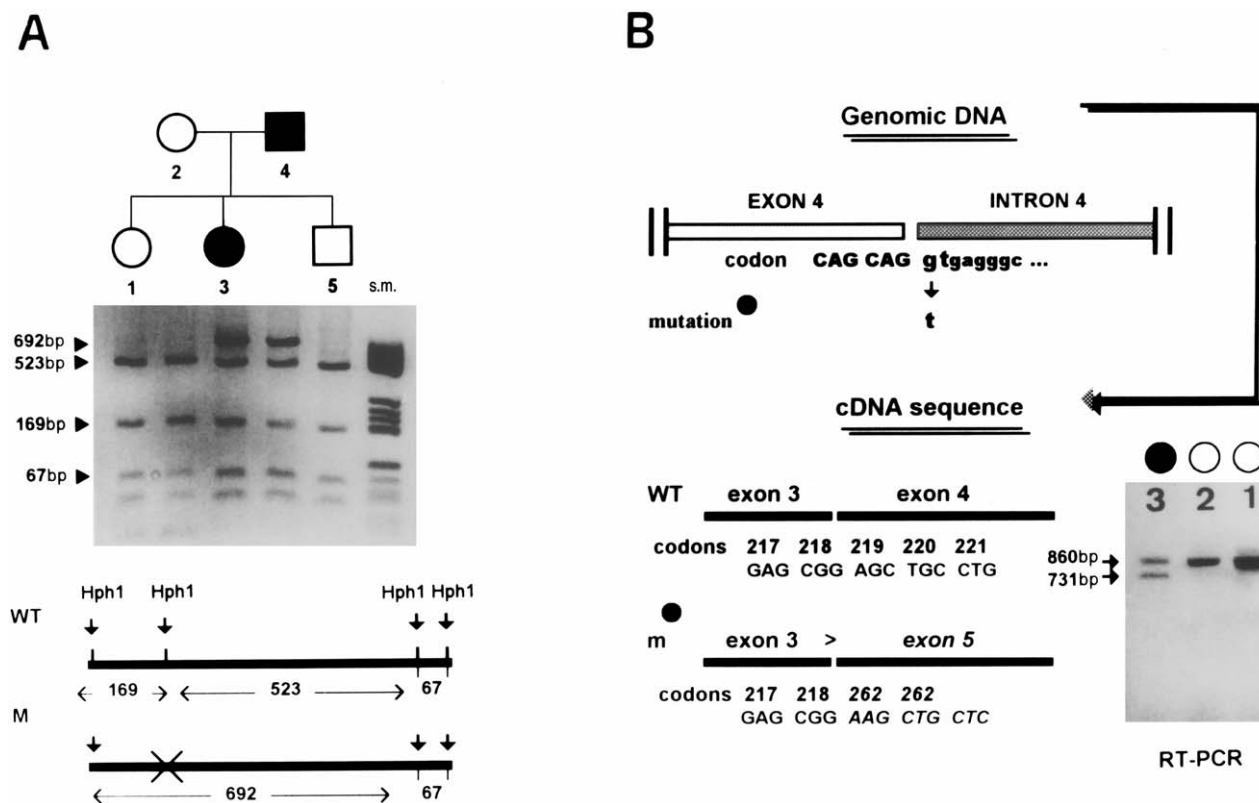 A
2 4
1 3 5 s.m.
692bp
523bp
169bp
67bp
Hph1 Hph1 Hph1 Hph1
WT
169 523 67
M
692 67
B
Genomic DNA
EXON 4 INTRON 4
codon CAG CAG gtgagggc ...
mutation t
cDNA sequence
WT exon 3 exon 4
codons 217 218 219 220 221
GAG CGG AGC TGC CTG
m exon 3 > exon 5
codons 217 218 262 262
GAG CGG AAG CTG CTC
3 2 1
860bp
731bp
RT-PCR